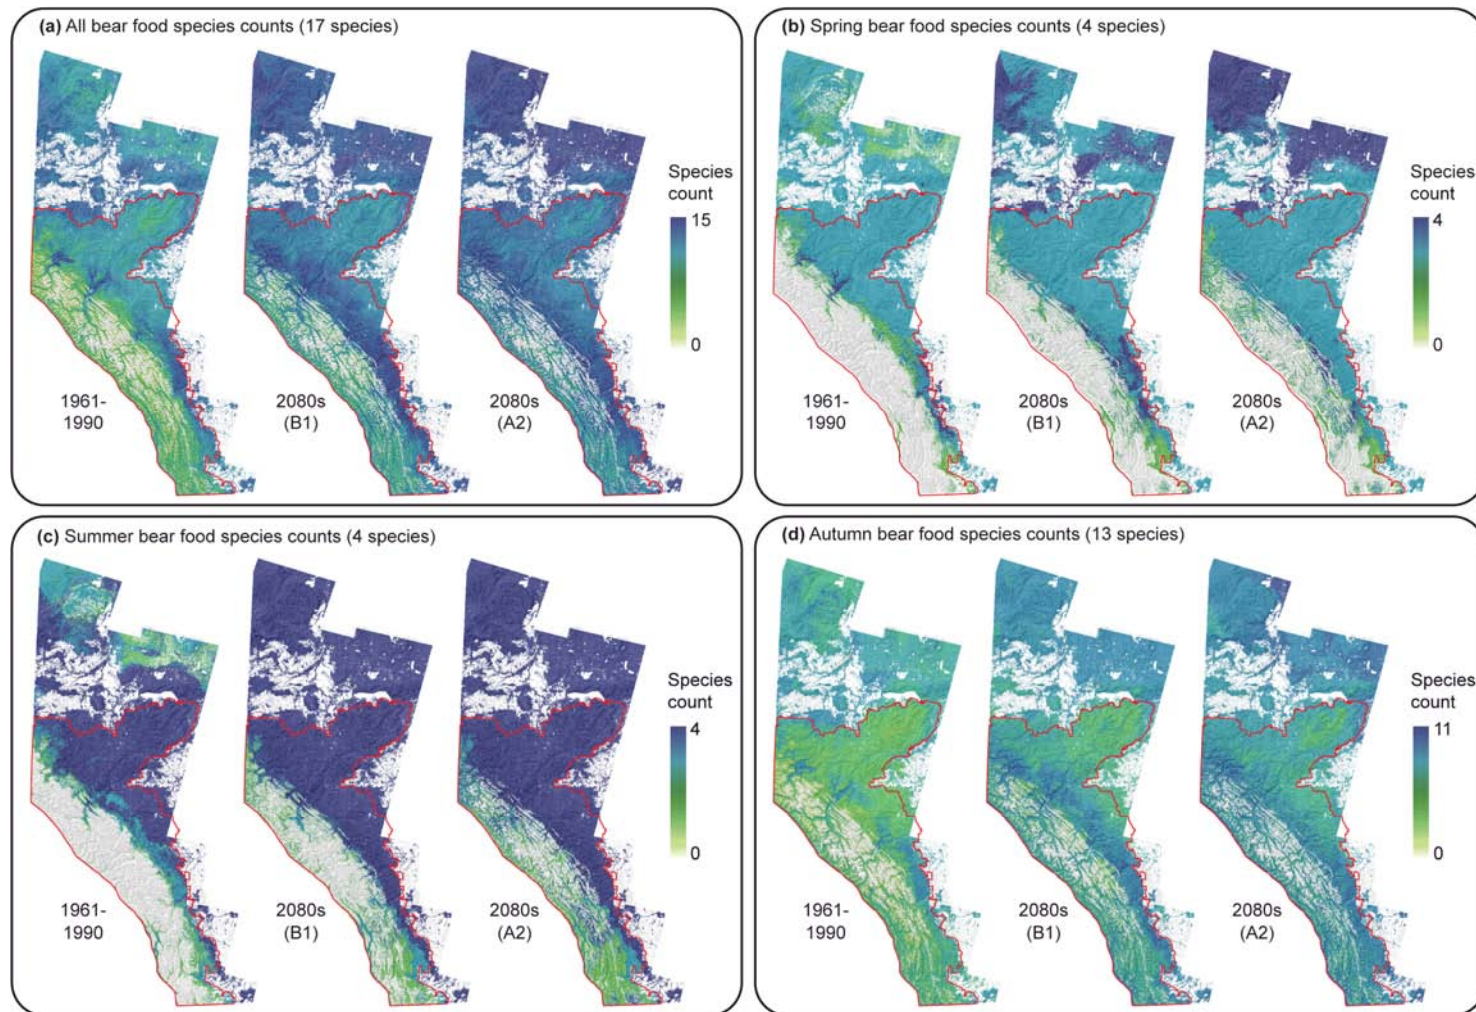 (a) All bear food species counts (17 species)
Species
count
15
0
1961-
1990
2080s
(B1)
2080s
(A2)
(b) Spring bear food species counts (4 species)
Species
count
4
0
1961-
1990
2080s
(B1)
2080s
(A2)
(c) Summer bear food species counts (4 species)
Species
count
4
0
1961-
1990
2080s
(B1)
2080s
(A2)
(d) Autumn bear food species counts (13 species)
Species
count
11
0
1961-
1990
2080s
(B1)
2080s
(A2)